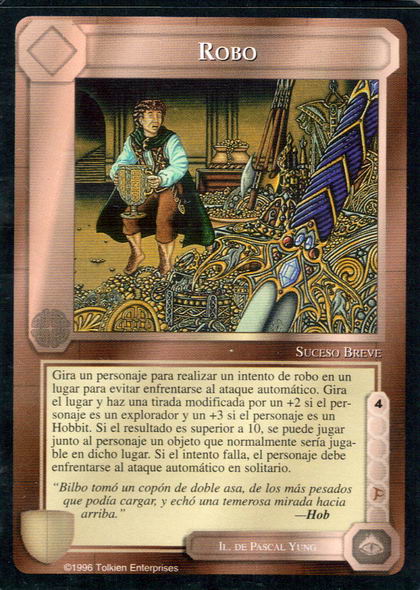 Robo
Suceso Breve
Gira un personaje para realizar un intento de robo en un
lugar para evitar enfrentarse al ataque automático. Gira
el lugar y haz una tirada modificada por un +2 si el per-
sonaje es un explorador y un +3 si el personaje es un
Hobbit. Si el resultado es superior a 10, se puede jugar
junto al personaje un objeto que normalmente sería juga-
ble en dicho lugar. Si el intento falla, el personaje debe
enfrentarse al ataque automático en solitario.
4
P
“Bilbo tomó un copón de doble asa, de los más pesados
que podía cargar, y echó una temerosa mirada hacia
arriba.” —Hob
Il. de Pascal Yung
©1996 Tolkien Enterprises